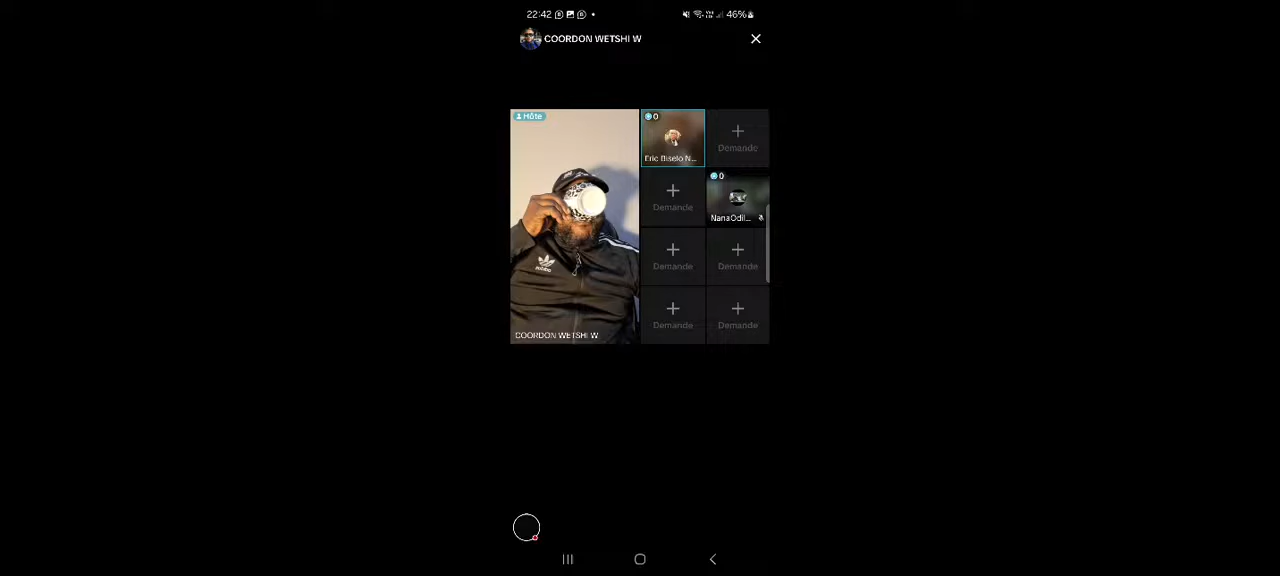 22:42
46%
COORDON WETSHI W
Hôte
0
Eric Biselo N...
Demande
Demande
0
NanaOdil...
Demande
Demande
Demande
Demande
adidas
COORDON WETSHI W